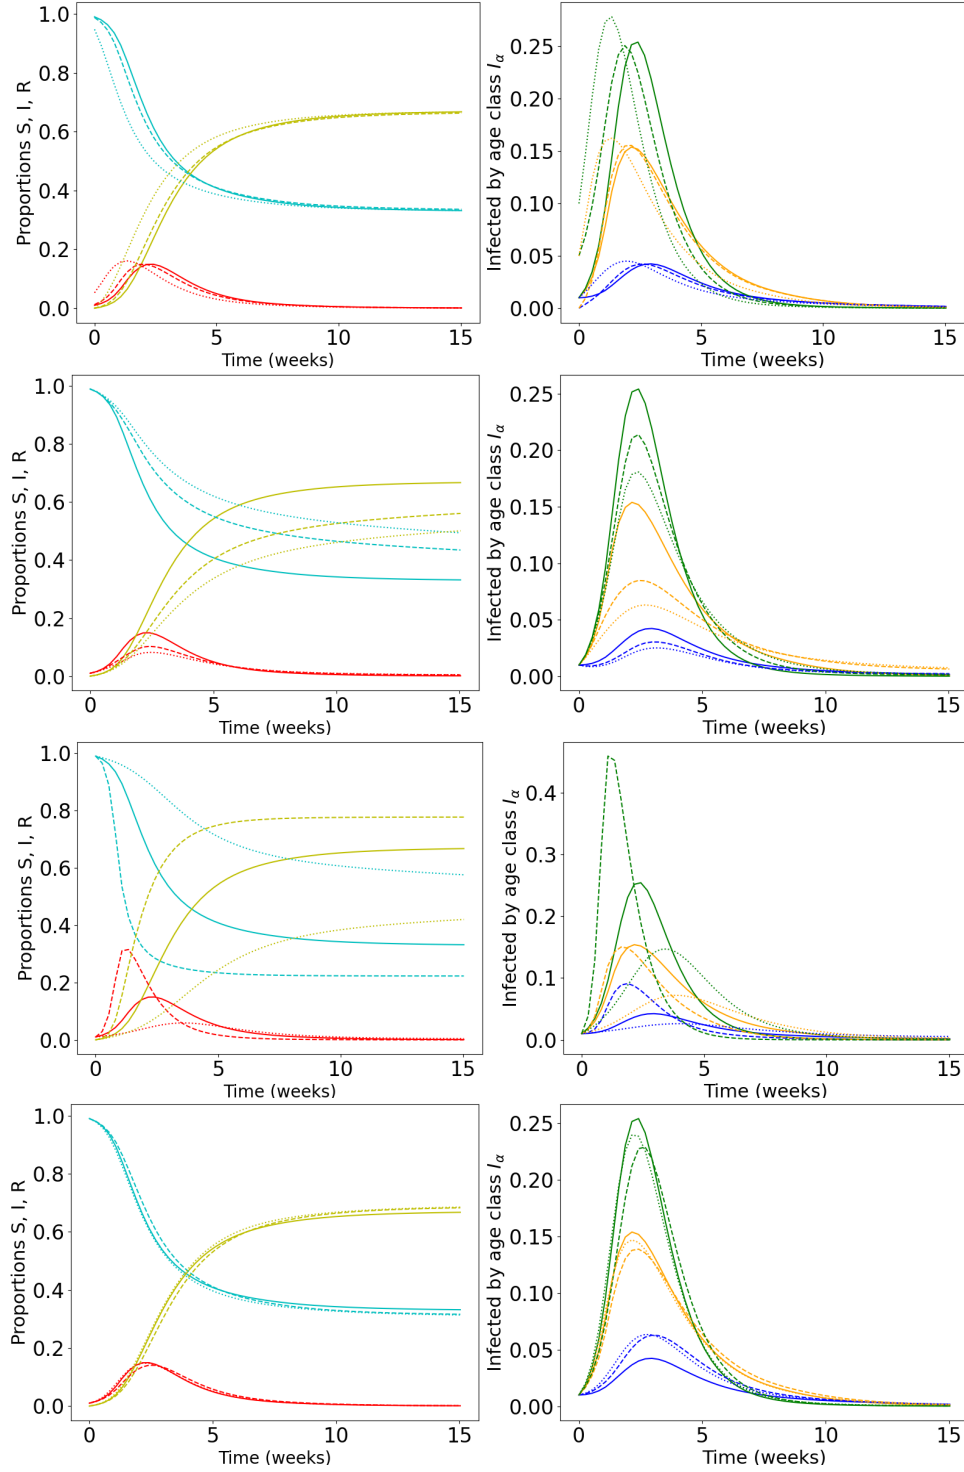 1.0
0.8
0.6
0.4
0.2
0.0
Proportions S, I, R
0 5 10 15
Time (weeks)
0.25
0.20
0.15
0.10
0.05
0.00
Infected by age class Iα
0 5 10 15
Time (weeks)
1.0
0.8
0.6
0.4
0.2
0.0
Proportions S, I, R
0 5 10 15
Time (weeks)
0.25
0.20
0.15
0.10
0.05
0.00
Infected by age class Iα
0 5 10 15
Time (weeks)
1.0
0.8
0.6
0.4
0.2
0.0
Proportions S, I, R
0 5 10 15
Time (weeks)
0.4
0.3
0.2
0.1
0.0
Infected by age class Iα
0 5 10 15
Time (weeks)
1.0
0.8
0.6
0.4
0.2
0.0
Proportions S, I, R
0 5 10 15
Time (weeks)
0.25
0.20
0.15
0.10
0.05
0.00
Infected by age class Iα
0 5 10 15
Time (weeks)